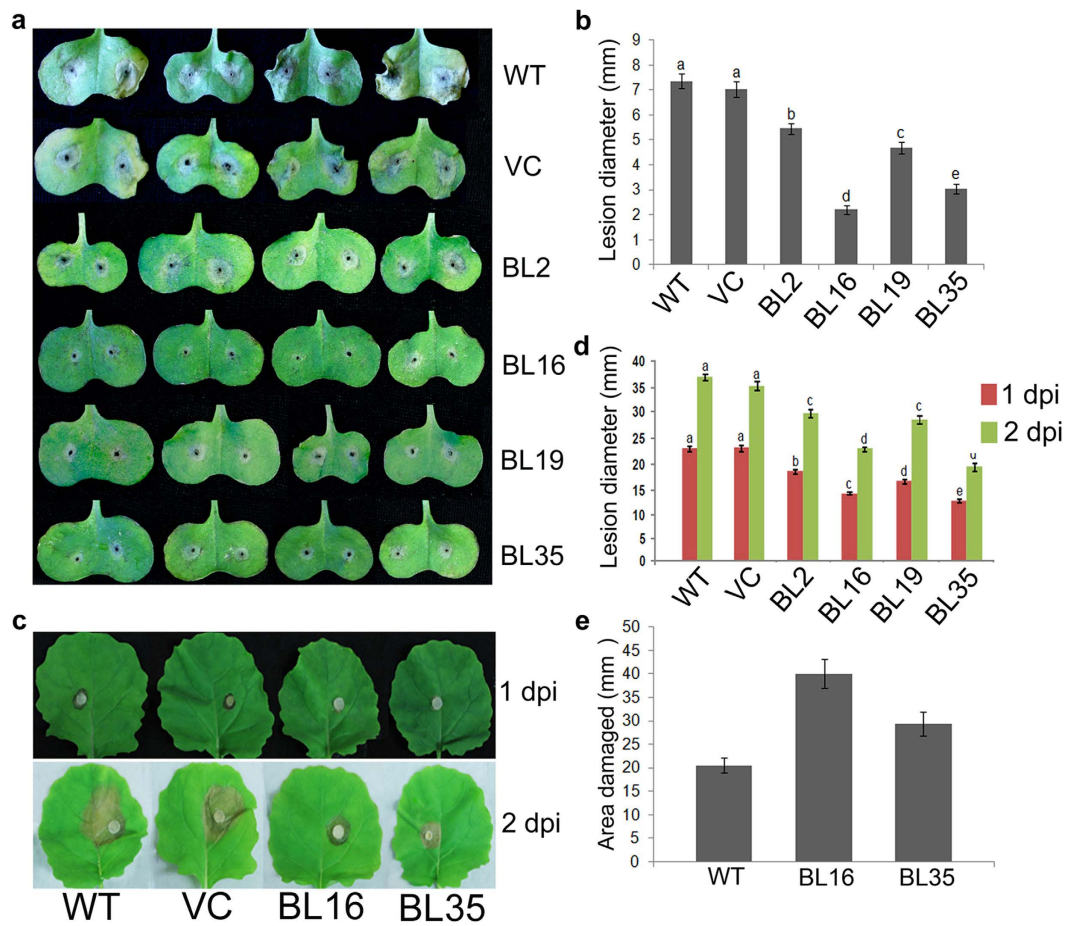 a
WT
VC
BL2
BL16
BL19
BL35
b
Lesion diameter (mm)
9
8
7
6
5
4
3
2
1
0
a
a
b
d
c
e
WT
VC
BL2
BL16
BL19
BL35
c
1 dpi
2 dpi
WT
VC
BL16
BL35
d
Lesion diameter (mm)
40
35
30
25
20
15
10
5
0
a
a
a
a
b
c
c
d
d
c
e
WT
VC
BL2
BL16
BL19
BL35
1 dpi
2 dpi
e
Area damaged (mm )
50
45
40
35
30
25
20
15
10
5
0
WT
BL16
BL35